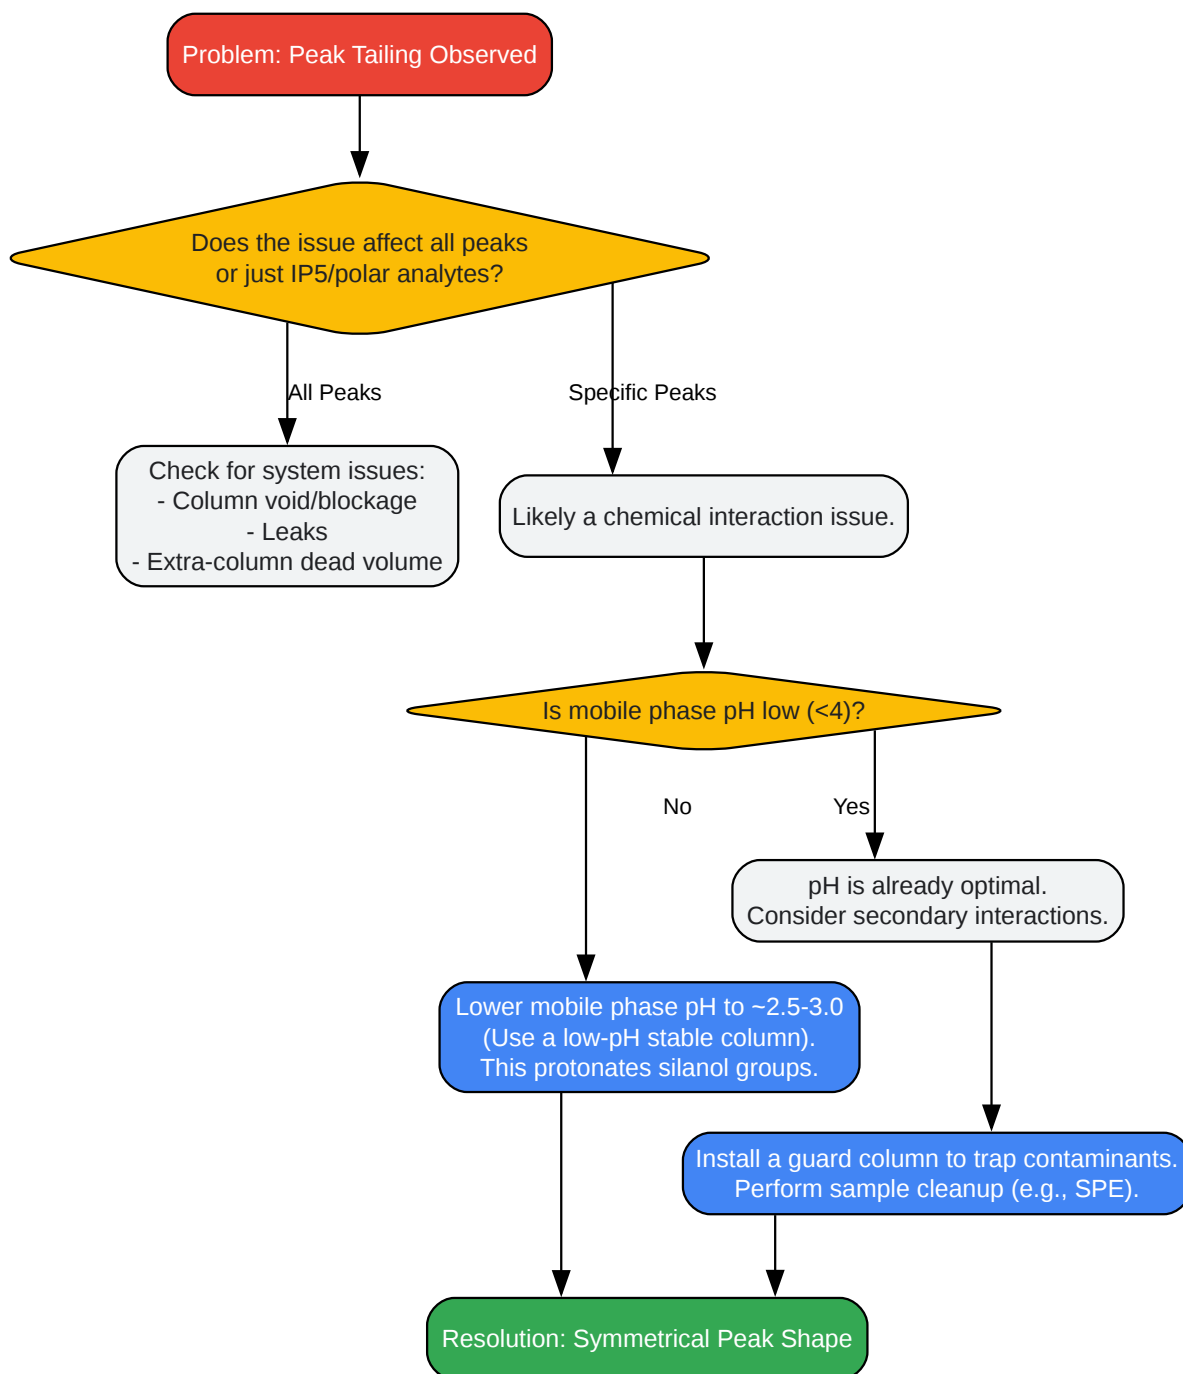 Problem: Peak Tailing Observed
Does the issue affect all peaks
or just IP5/polar analytes?
All Peaks
Specific Peaks
Check for system issues:
- Column void/blockage
- Leaks
- Extra-column dead volume
Likely a chemical interaction issue.
Is mobile phase pH low (<4)?
No
Yes
pH is already optimal.
Consider secondary interactions.
Lower mobile phase pH to ~2.5-3.0
(Use a low-pH stable column).
This protonates silanol groups.
Install a guard column to trap contaminants.
Perform sample cleanup (e.g., SPE).
Resolution: Symmetrical Peak Shape